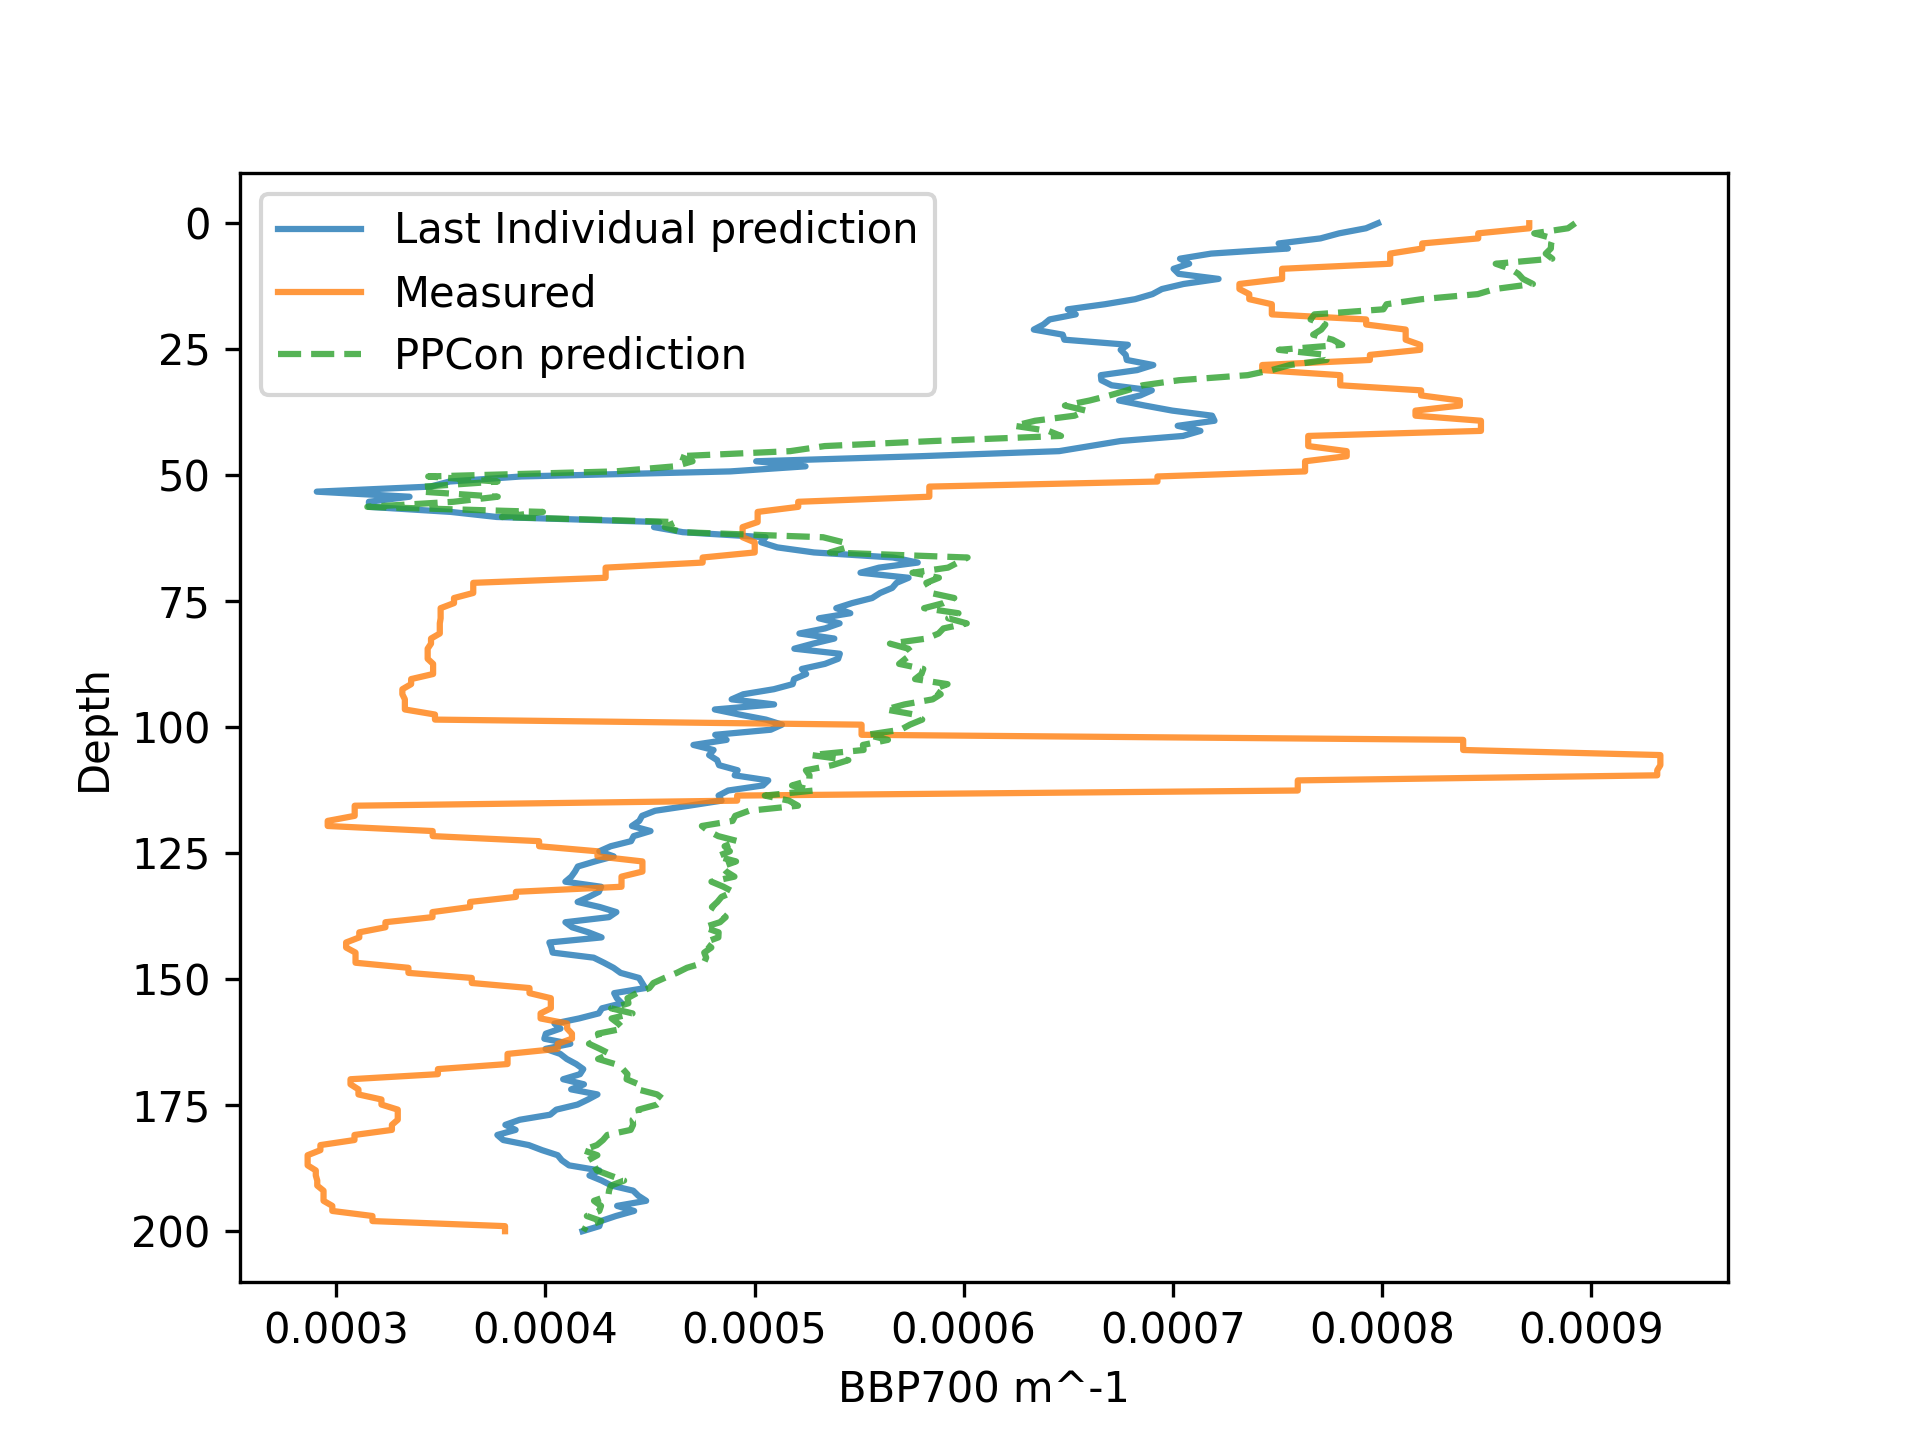 Last Individual prediction
Measured
PPCon prediction
0
25
50
75
100
125
150
175
200
Depth
0.0003 0.0004 0.0005 0.0006 0.0007 0.0008 0.0009
BBP700 m^-1